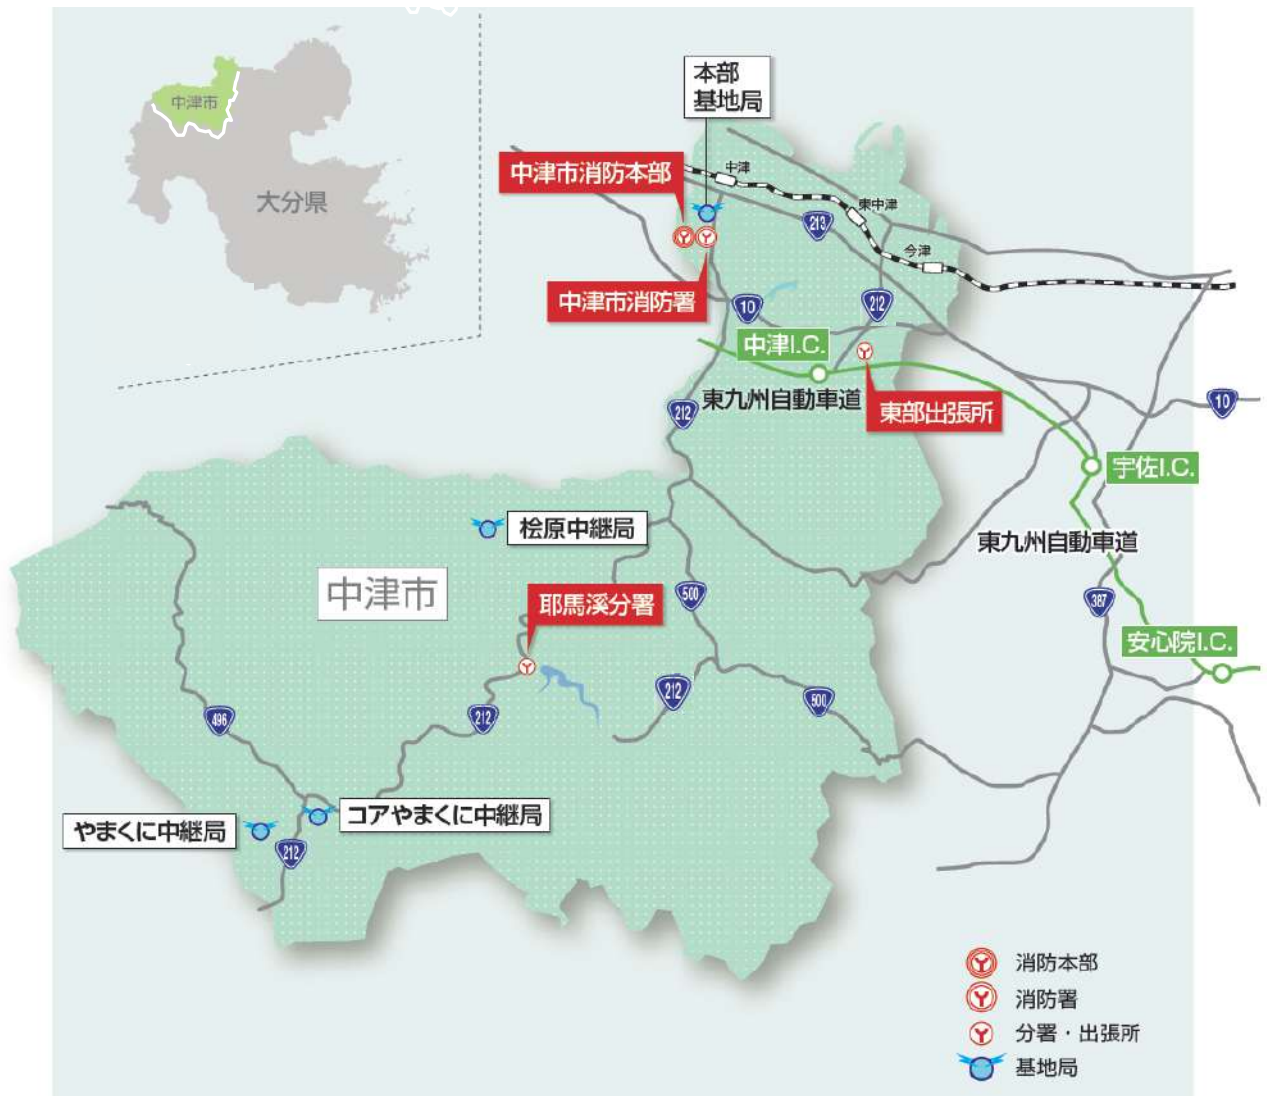 中津市
大分県
本部
基地局
中津市消防本部
中津
東中津
213
今津
中津市消防署
10
212
中津I.C.
東九州自動車道
212
東部出張所
10
宇佐I.C.
桧原中継局
東九州自動車道
中津市
耶馬溪分署
500
387
安心院I.C.
212
500
496
212
コアやまくに中継局
やまくに中継局
212
消防本部
消防署
分署・出張所
基地局